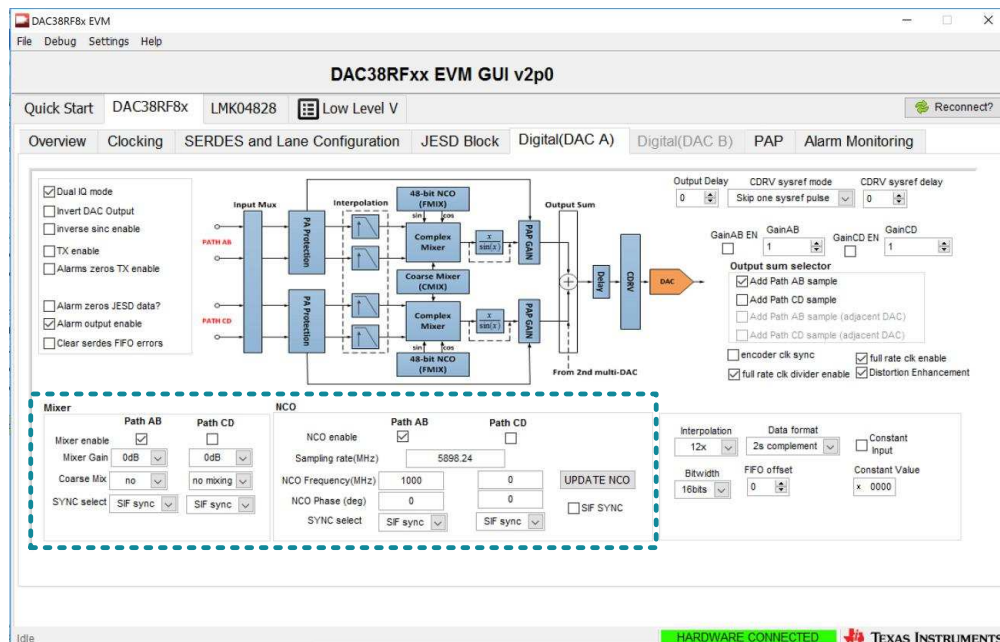 DAC38RF8x EVM
File Debug Settings Help
DAC38RFxx EVM GUI v2p0
Quick Start DAC38RF8x LMK04828 Low Level V Reconnect?
Overview Clocking SERDES and Lane Configuration JESD Block Digital(DAC A) Digital(DAC B) PAP Alarm Monitoring
Dual IQ mode
Invert DAC Output
inverse sinc enable
TX enable
Alarms zeros TX enable
Alarm zeros JESD data?
Alarm output enable
Clear serdes FIFO errors
Input Mux
PATH AB
PATH CD
PA Protection
PA Protection
Interpolation
48-bit NCO
(FMIX)
sin cos
Complex
Mixer
Coarse Mixer
(CMIX)
Complex
Mixer
sin cos
48-bit NCO
(FMIX)
x
sin(x)
x
sin(x)
PAP GAIN
PAP GAIN
Output Sum
From 2nd multi-DAC
Delay
CDRV
DAC
Output Delay CDRV sysref mode CDRV sysref delay
0 Skip one sysref pulse 0
GainAB EN GainAB GainCD EN GainCD
1 1
Output sum selector
Add Path AB sample
Add Path CD sample
Add Path AB sample (adjacent DAC)
Add Path CD sample (adjacent DAC)
encoder clk sync full rate clk enable
full rate clk divider enable Distortion Enhancement
Mixer
Path AB Path CD
Mixer enable
Mixer Gain 0dB 0dB
Coarse Mix no no mixing
SYNC select SIF sync SIF sync
NCO
Path AB Path CD
NCO enable
Sampling rate(MHz) 5898.24
NCO Frequency(MHz) 1000 0 UPDATE NCO
NCO Phase (deg) 0 0 SIF SYNC
SYNC select SIF sync SIF sync
Interpolation Data format
12x 2s complement Constant
Input
Bitwidth FIFO offset Constant Value
16bits 0 x 0000
Idle HARDWARE CONNECTED TEXAS INSTRUMENTS